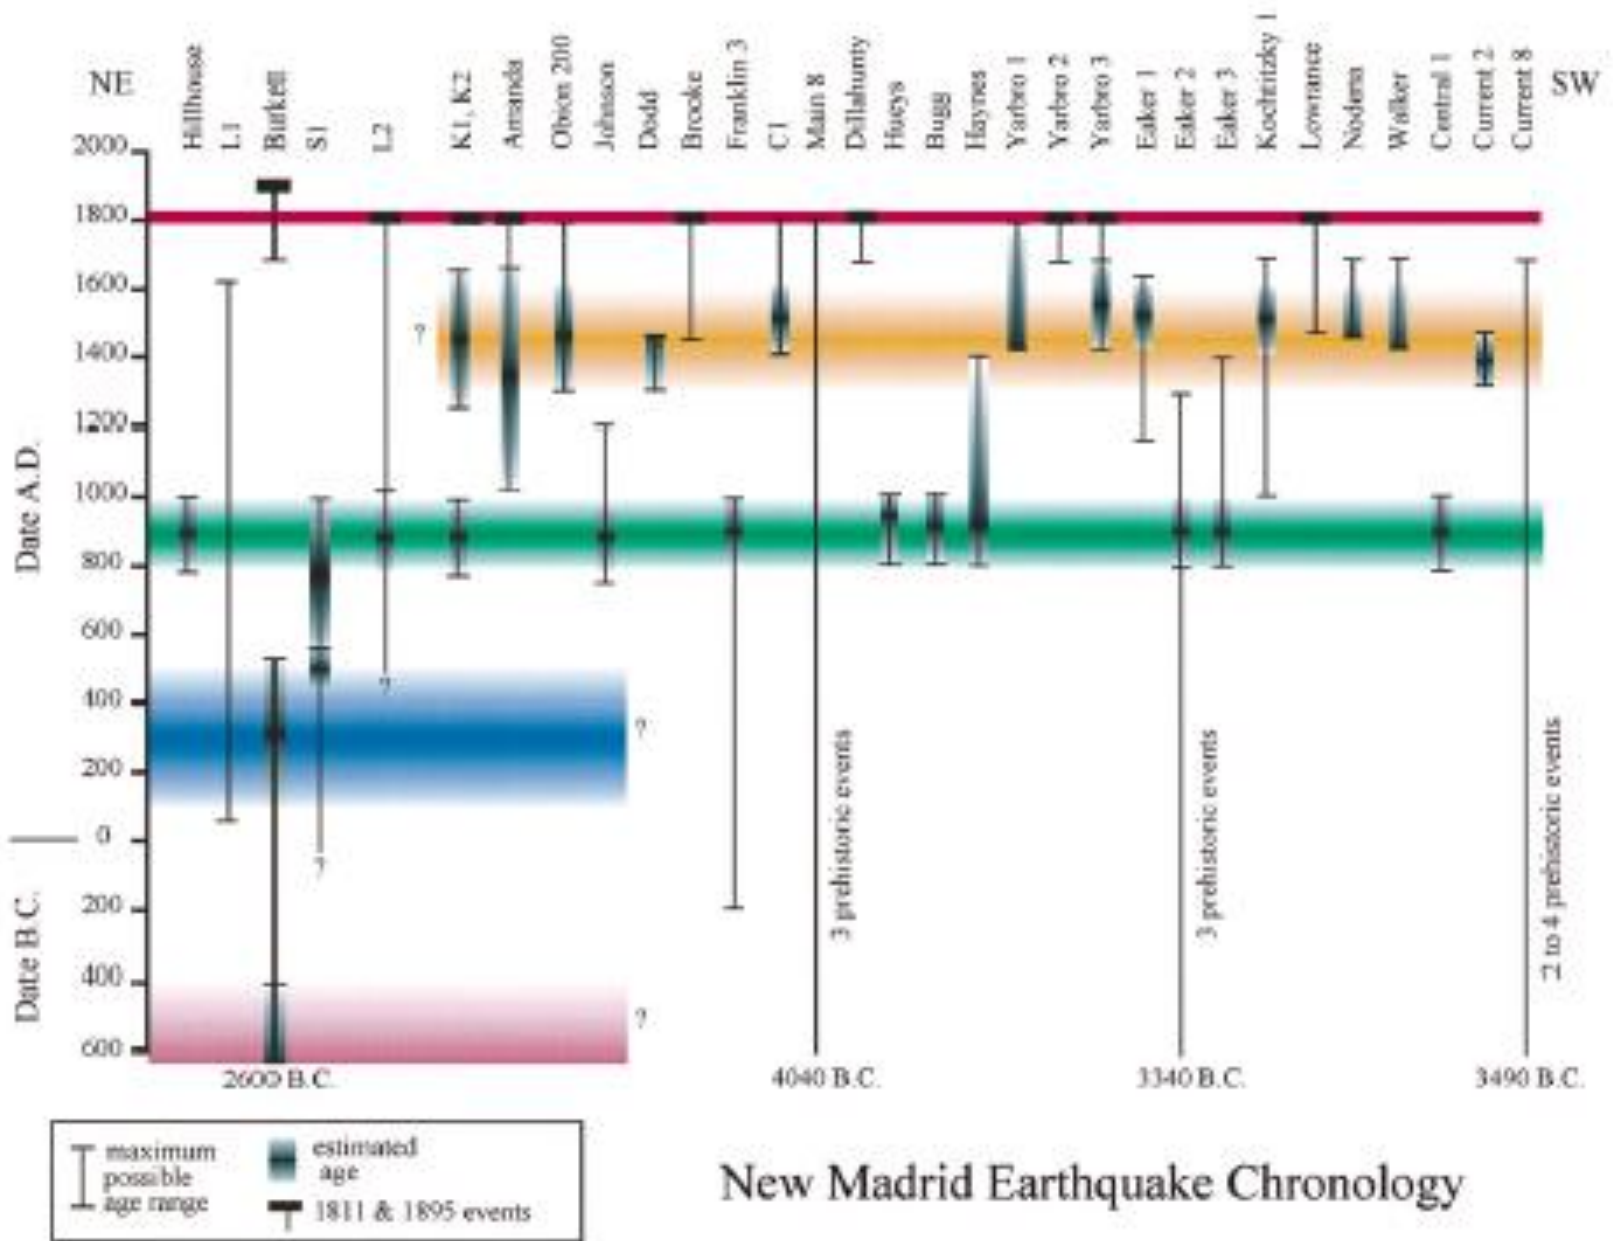 NE
Hillhouse
L1
Burkett
S1
L2
K1, K2
Amanda
Obion 200
Johnson
Dodd
Brooke
Franklin 3
C1
Main 8
Dillahunty
Hueys
Bugg
Haynes
Yarbro 1
Yarbro 2
Yarbro 3
Eaker 1
Eaker 2
Eaker 3
Kochtitzky 1
Lowrance
Nodena
Walker
Central 1
Current 2
Current 8
SW
2000
1800
1600
?
1400
1200
1000
800
600
?
400
?
200
0
?
200
400
?
600
Date A.D.
Date B.C.
3 prehistoric events
3 prehistoric events
2 to 4 prehistoric events
2600 B.C.
4040 B.C.
3340 B.C.
3490 B.C.
maximum
possible
age range
estimated
age
1811 & 1895 events
New Madrid Earthquake Chronology